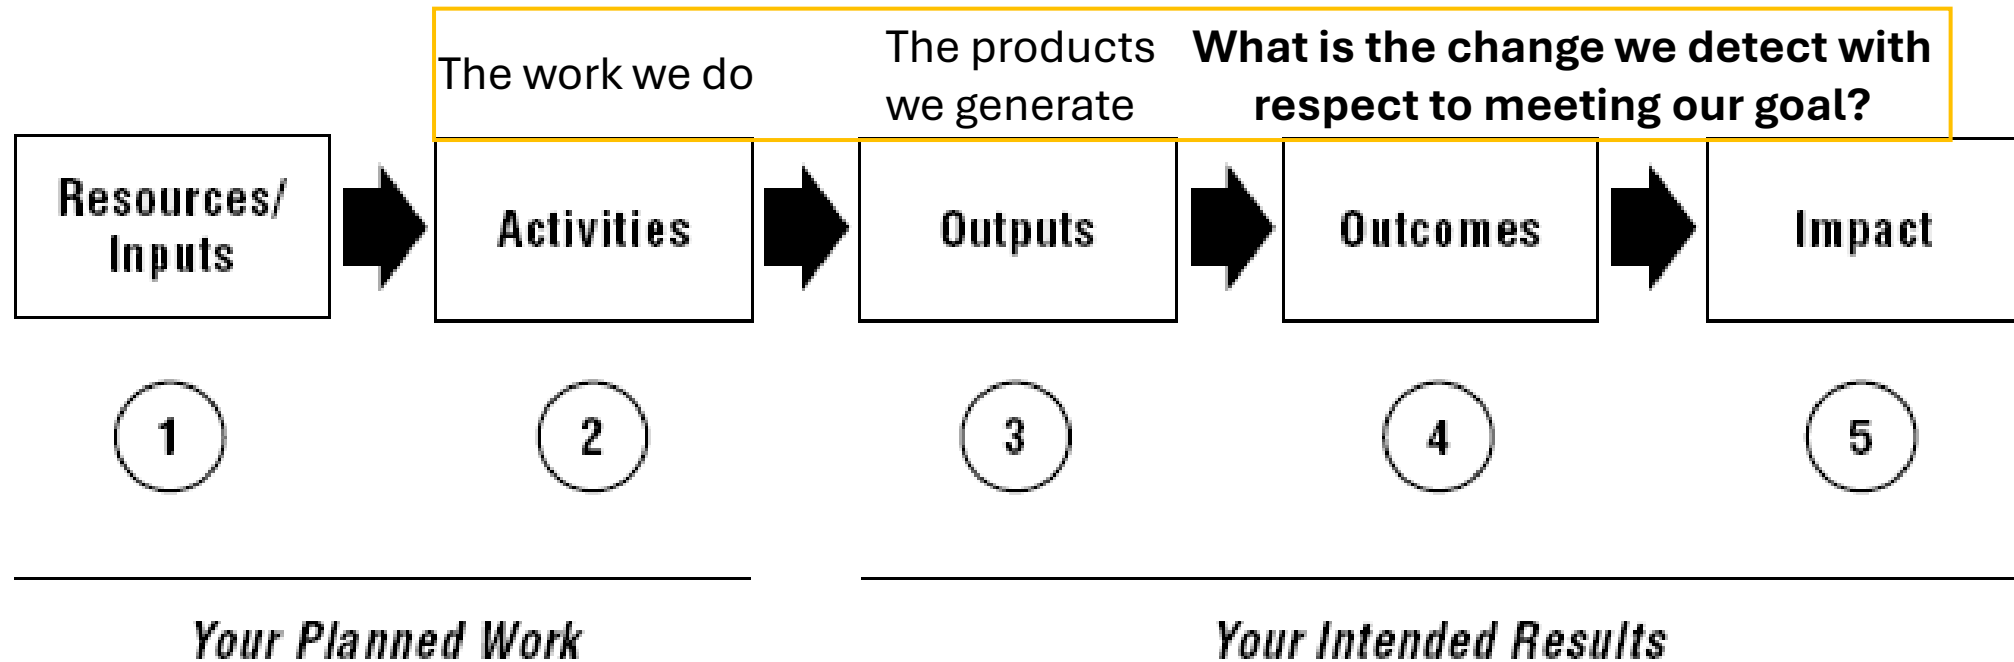 The work we do
The products
we generate
What is the change we detect with
respect to meeting our goal?
Resources/
Inputs
Activities
Outputs
Outcomes
Impact
1
2
3
4
5
Your Planned Work
Your Intended Results